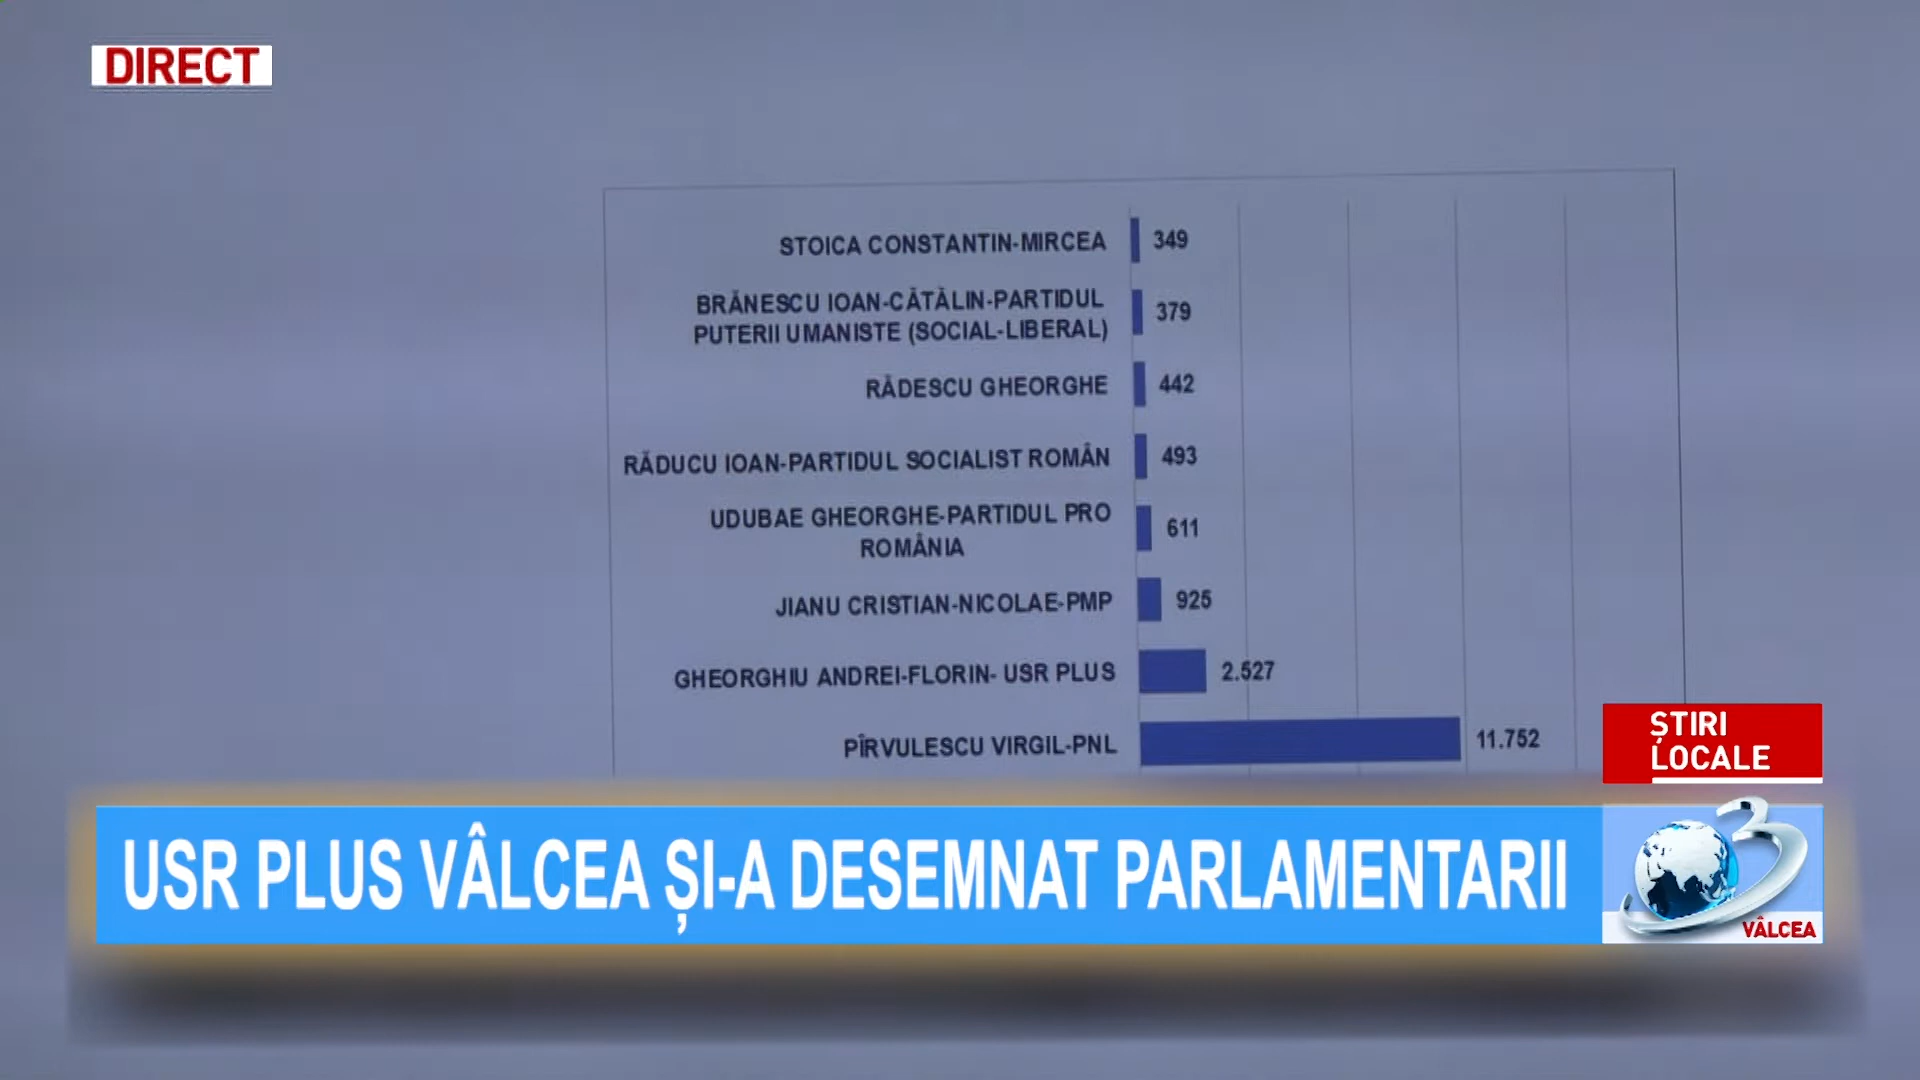 DIRECT
STOICA CONSTANTIN-MIRCEA 349
BRĂNESCU IOAN-CĂTĂLIN-PARTIDUL
PUTERII UMANISTE (SOCIAL-LIBERAL) 379
RĂDESCU GHEORGHE 442
RĂDUCU IOAN-PARTIDUL SOCIALIST ROMÂN 493
UDUBAE GHEORGHE-PARTIDUL PRO
ROMÂNIA 611
JIANU CRISTIAN-NICOLAE-PMP 925
GHEORGHIU ANDREI-FLORIN- USR PLUS 2.527
PÎRVULESCU VIRGIL-PNL 11.752
ȘTIRI
LOCALE
USR PLUS VÂLCEA ȘI-A DESEMNAT PARLAMENTARII
3
VÂLCEA